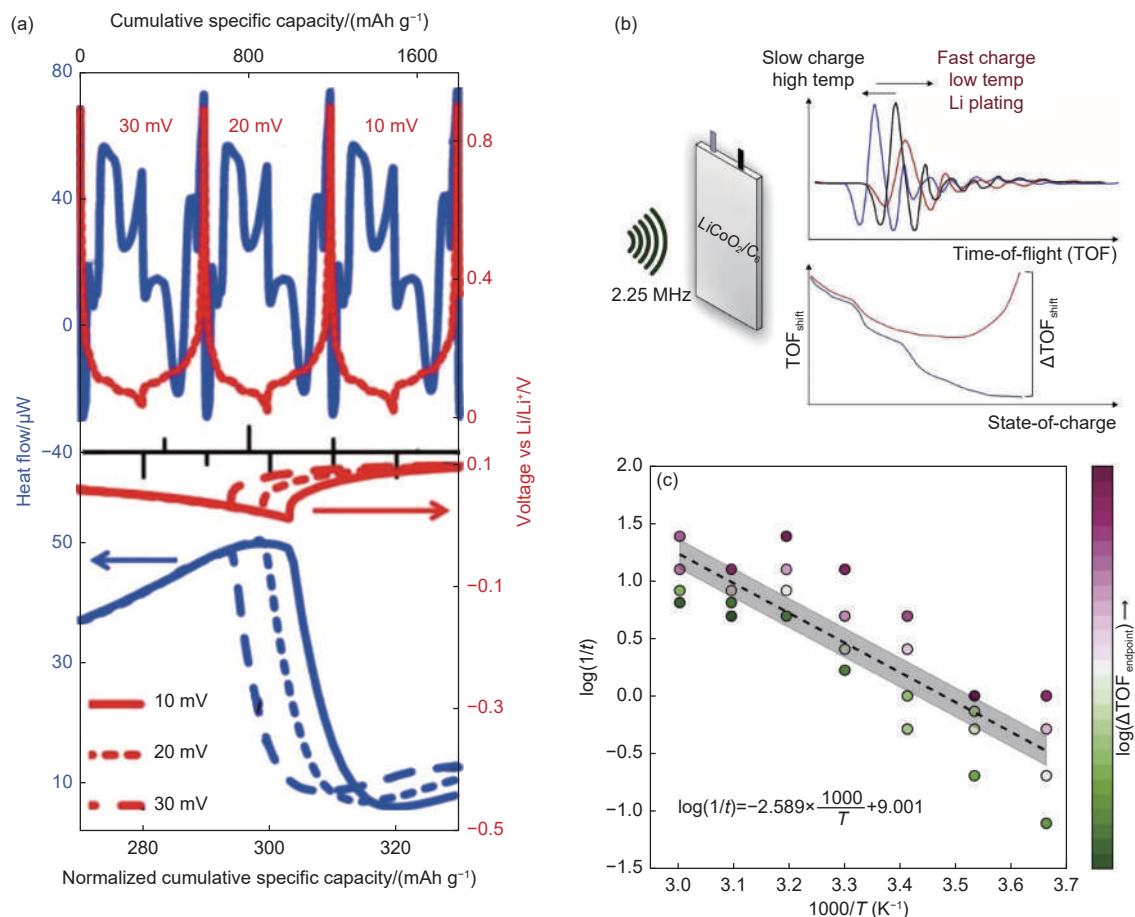 (a)
Cumulative specific capacity/(mAh g⁻¹)
0
800
1600
80
40
0
−40
50
30
10
Heat flow/μW
30 mV
20 mV
10 mV
0.8
0.4
0
0.1
−0.1
−0.3
−0.5
Voltage vs Li/Li⁺/V
10 mV
20 mV
30 mV
280
300
320
Normalized cumulative specific capacity/(mAh g⁻¹)
(b)
Slow charge
high temp
Fast charge
low temp
Li plating
LiCoO₂/C₆
2.25 MHz
Time-of-flight (TOF)
TOF_shift
ΔTOF_shift
State-of-charge
(c)
2.0
1.5
1.0
0.5
0.0
−0.5
−1.0
−1.5
log(1/t)
log(1/t)=−2.589×1000/T+9.001
3.0
3.1
3.2
3.3
3.4
3.5
3.6
3.7
1000/T (K⁻¹)
log(ΔTOF_endpoint)